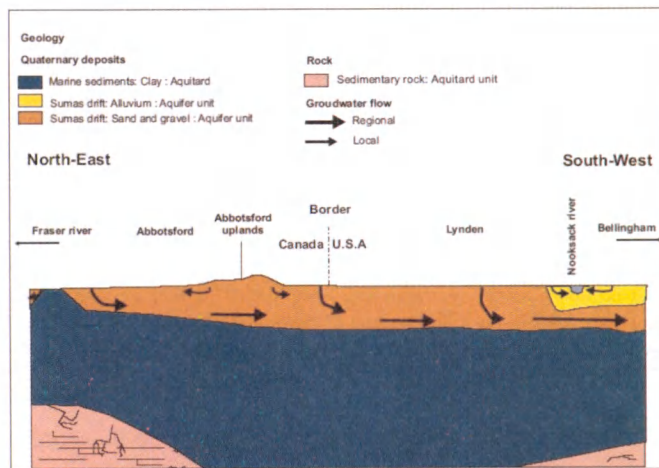 Geology
Quaternary deposits
Marine sediments: Clay : Aquitard
Sumas drift: Alluvium : Aquifer unit
Sumas drift: Sand and gravel : Aquifer unit
Rock
Sedimentary rock: Aquitard unit
Groudwater flow
Regional
Local
North-East
South-West
Fraser river
Abbotsford
Abbotsford
uplands
Border
Canada U.S.A
Lynden
Nooksack river
Bellingham